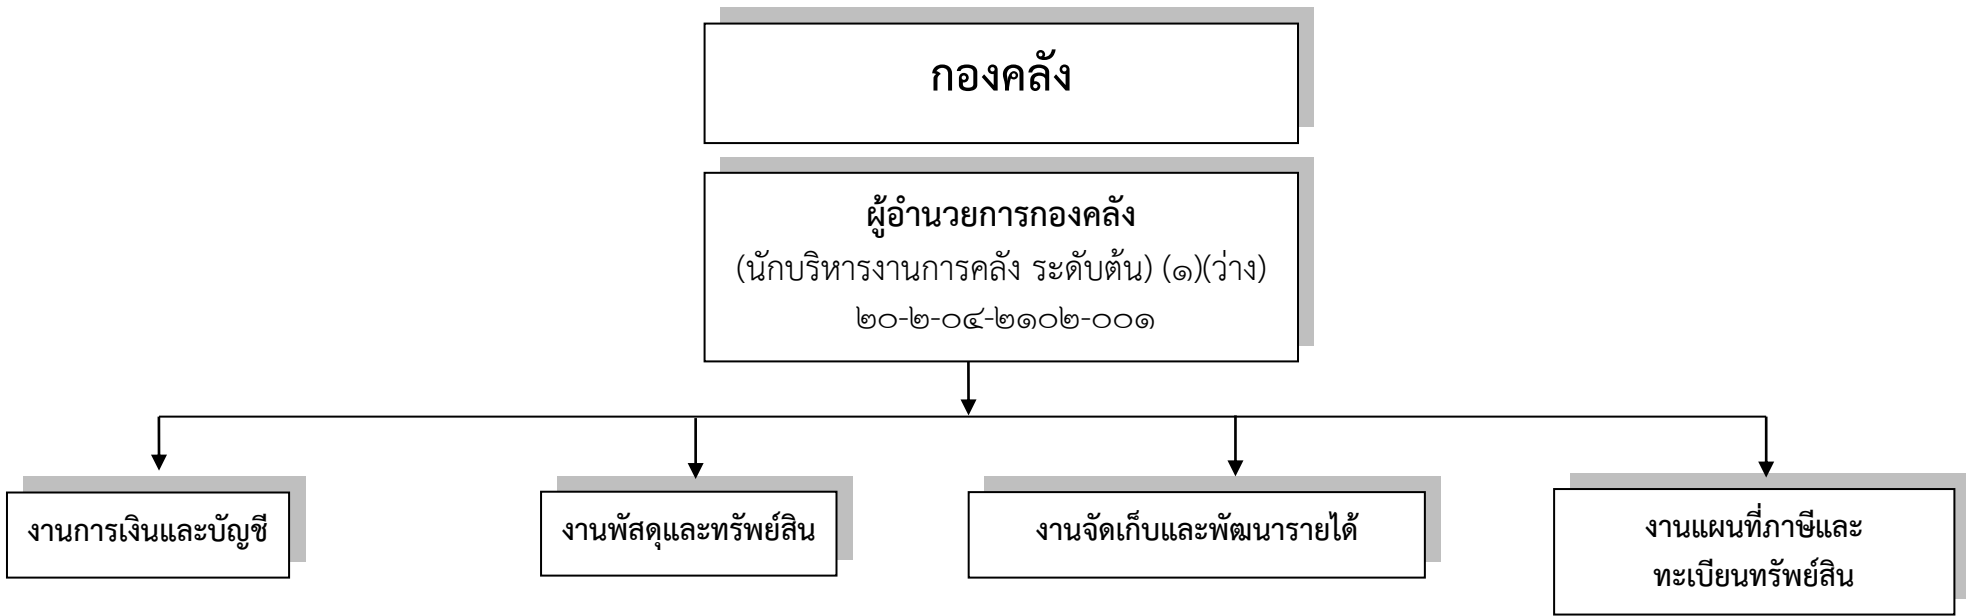 กองคลัง
ผู้อำนวยการกองคลัง
(นักบริหารงานการคลัง ระดับต้น) (๑)(ว่าง)
๒๐-๒-๐๔-๒๑๐๒-๐๐๑
งานการเงินและบัญชี
งานพัสดุและทรัพย์สิน
งานจัดเก็บและพัฒนารายได้
งานแผนที่ภาษีและ
ทะเบียนทรัพย์สิน